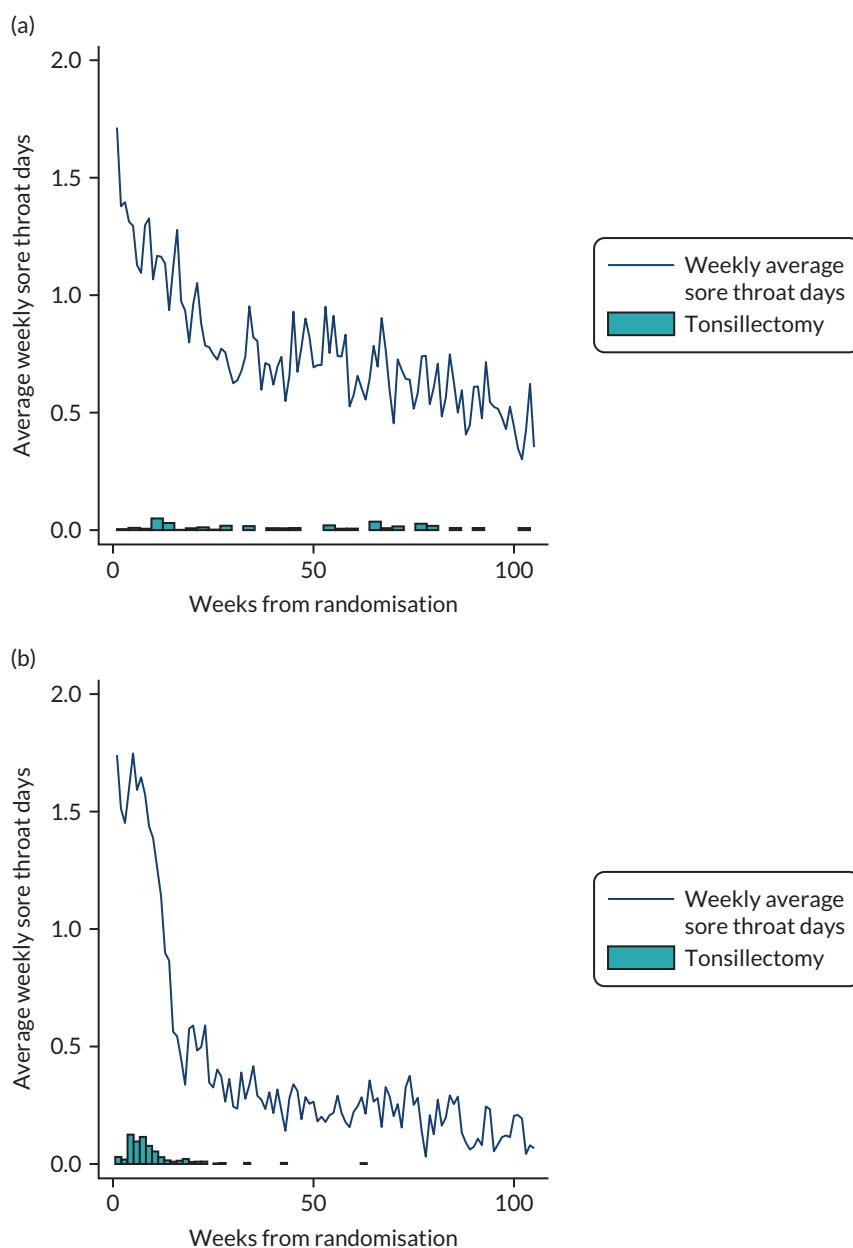 (a)
2.0
1.5
1.0
0.5
0.0
Average weekly sore throat days
0
50
100
Weeks from randomisation
Weekly average
sore throat days
Tonsillectomy
(b)
2.0
1.5
1.0
0.5
0.0
Average weekly sore throat days
0
50
100
Weeks from randomisation
Weekly average
sore throat days
Tonsillectomy